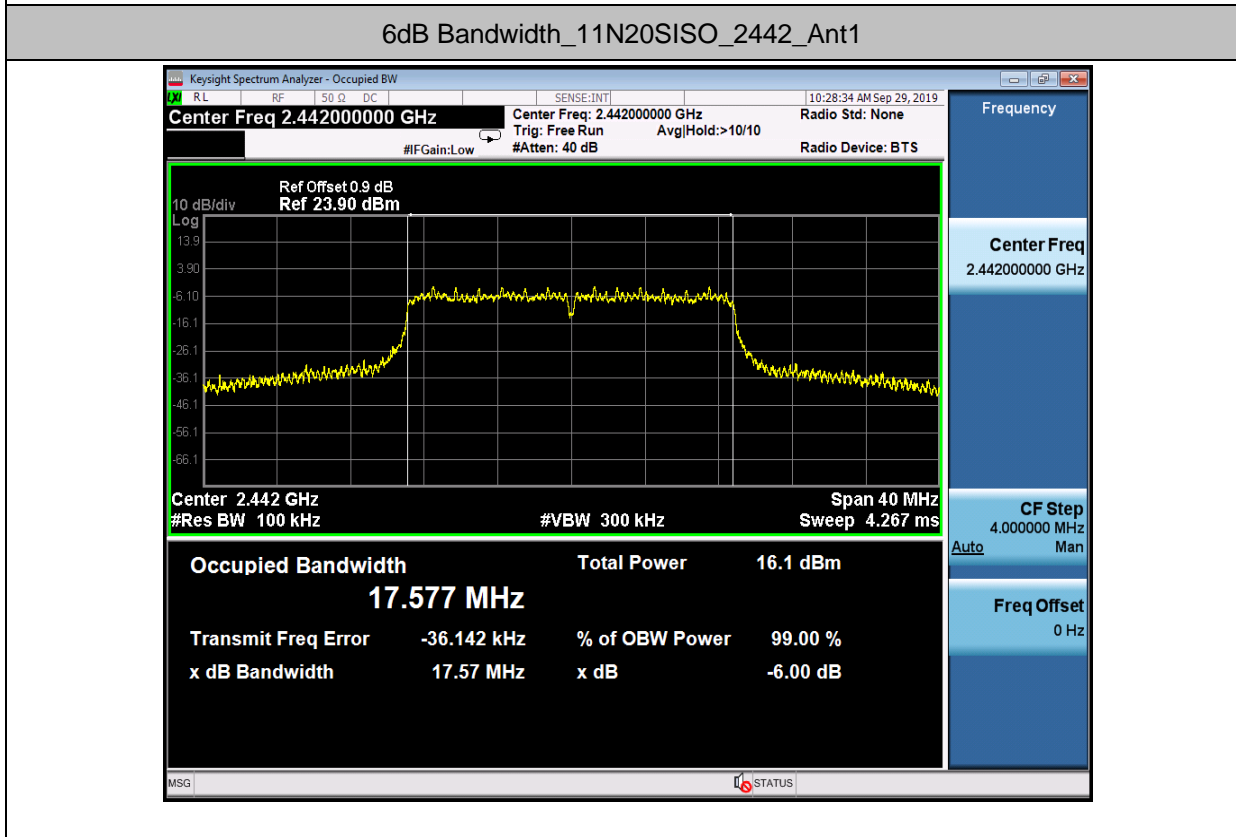 6dB Bandwidth_11N20SISO_2442_Ant1
Keysight Spectrum Analyzer - Occupied BW
LXI RL RF 50 Ω DC SENSE:INT 10:28:34 AM Sep 29, 2019
Center Freq 2.442000000 GHz Center Freq: 2.442000000 GHz Radio Std: None
Trig: Free Run Avg|Hold:>10/10
#IFGain:Low #Atten: 40 dB Radio Device: BTS
Ref Offset 0.9 dB
10 dB/div Ref 23.90 dBm
Log
13.9
3.90
-6.10
-16.1
-26.1
-36.1
-46.1
-56.1
-66.1
Center 2.442 GHz Span 40 MHz
#Res BW 100 kHz #VBW 300 kHz Sweep 4.267 ms
Occupied Bandwidth Total Power 16.1 dBm
17.577 MHz
Transmit Freq Error -36.142 kHz % of OBW Power 99.00 %
x dB Bandwidth 17.57 MHz x dB -6.00 dB
MSG STATUS
Frequency
Center Freq
2.442000000 GHz
CF Step
4.000000 MHz
Auto Man
Freq Offset
0 Hz